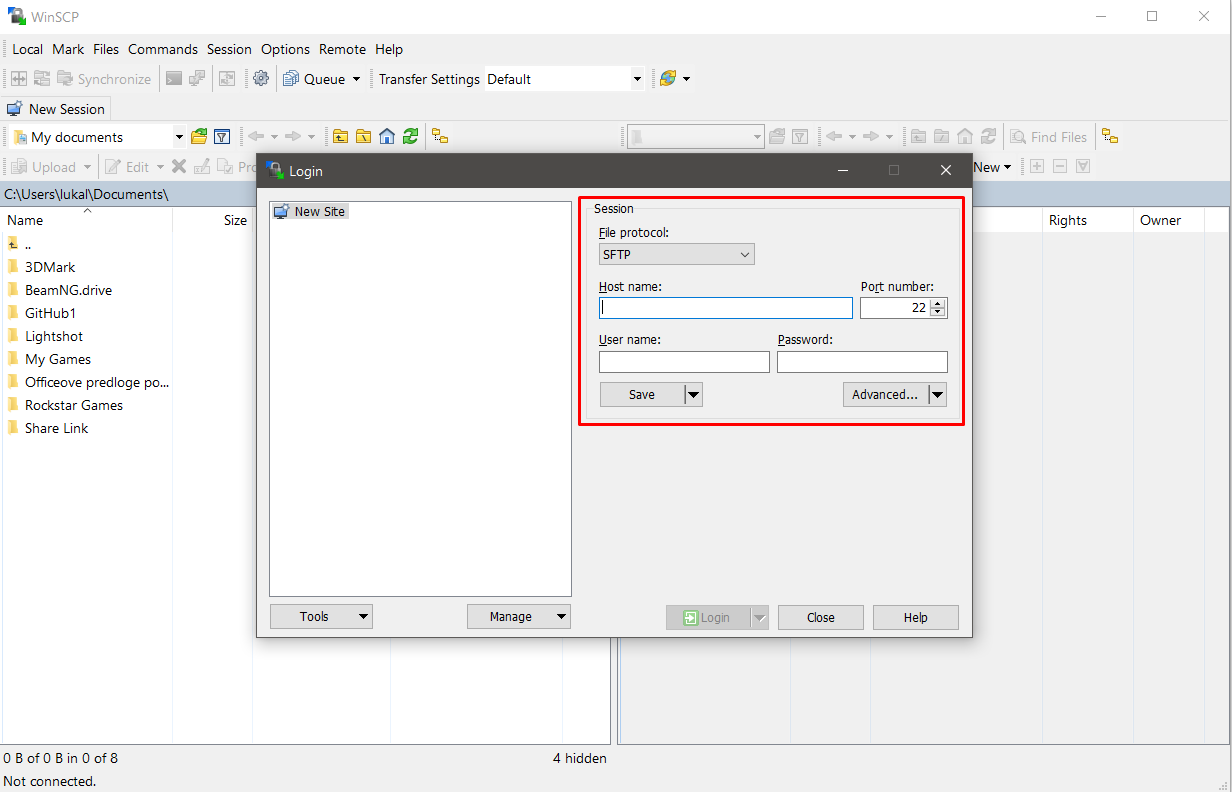 WinSCP
Local Mark Files Commands Session Options Remote Help
Synchronize Queue Transfer Settings Default
New Session
My documents Find Files
Upload Edit New
C:\Users\lukal\Documents\
Name Size Rights Owner
..
3DMark
BeamNG.drive
GitHub1
Lightshot
My Games
Officeove predloge po...
Rockstar Games
Share Link
Login
New Site
Session
File protocol:
SFTP
Host name: Port number:
22
User name: Password:
Save Advanced...
Tools Manage Login Close Help
0 B of 0 B in 0 of 8 4 hidden
Not connected.